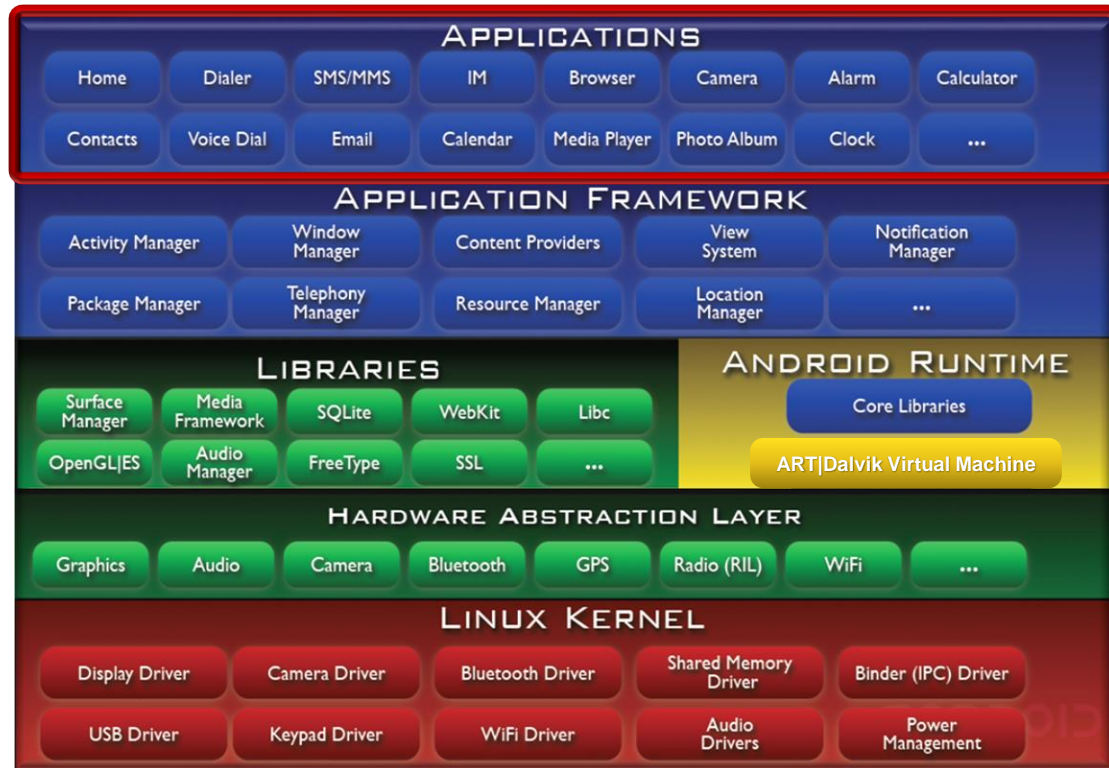 APPLICATIONS
Home Dialer SMS/MMS IM Browser Camera Alarm Calculator
Contacts Voice Dial Email Calendar Media Player Photo Album Clock ...
APPLICATION FRAMEWORK
Activity Manager
Window
Manager
Content Providers
View
System
Notification
Manager
Package Manager
Telephony
Manager
Resource Manager
Location
Manager
...
LIBRARIES
Surface
Manager
Media
Framework
SQLite
WebKit
Libc
OpenGL|ES
Audio
Manager
FreeType
SSL
...
ANDROID RUNTIME
Core Libraries
ART|Dalvik Virtual Machine
HARDWARE ABSTRACTION LAYER
Graphics Audio Camera Bluetooth GPS Radio (RIL) WiFi ...
LINUX KERNEL
Display Driver
Camera Driver
Bluetooth Driver
Shared Memory
Driver
Binder (IPC) Driver
USB Driver
Keypad Driver
WiFi Driver
Audio
Drivers
Power
Management